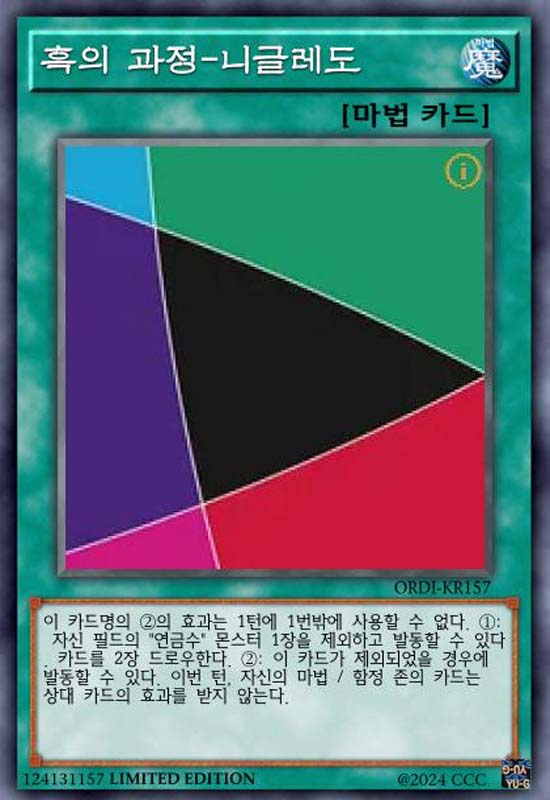 흑의 과정-니글레도
마법
魔
[마법 카드]
i
ORDI-KR157
이 카드명의 ②의 효과는 1턴에 1번밖에 사용할 수 없다. ①:
자신 필드의 "연금수" 몬스터 1장을 제외하고 발동할 수 있다
. 카드를 2장 드로우한다. ②: 이 카드가 제외되었을 경우에
발동할 수 있다. 이번 턴, 자신의 마법 / 함정 존의 카드는
상대 카드의 효과를 받지 않는다.
124131157 LIMITED EDITION
@2024 CCC
YU-G